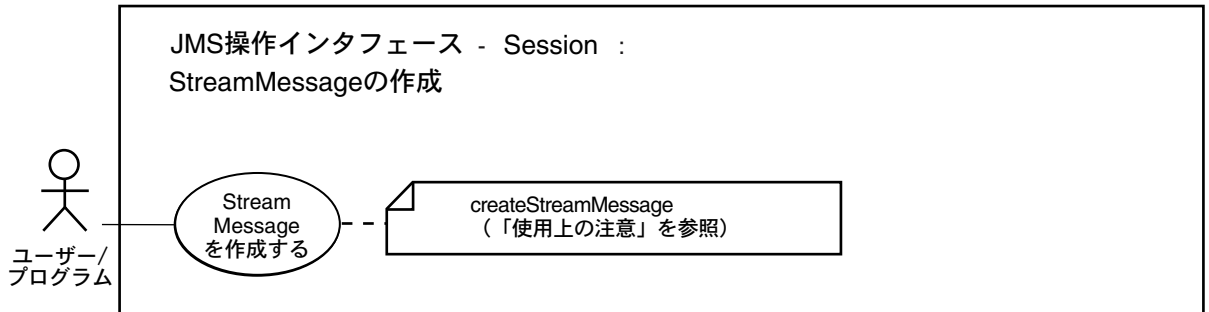 JMS操作インタフェース - Session :
StreamMessageの作成
Stream
Message
を作成する
createStreamMessage
（「使用上の注意」を参照）
ユーザー/
プログラム